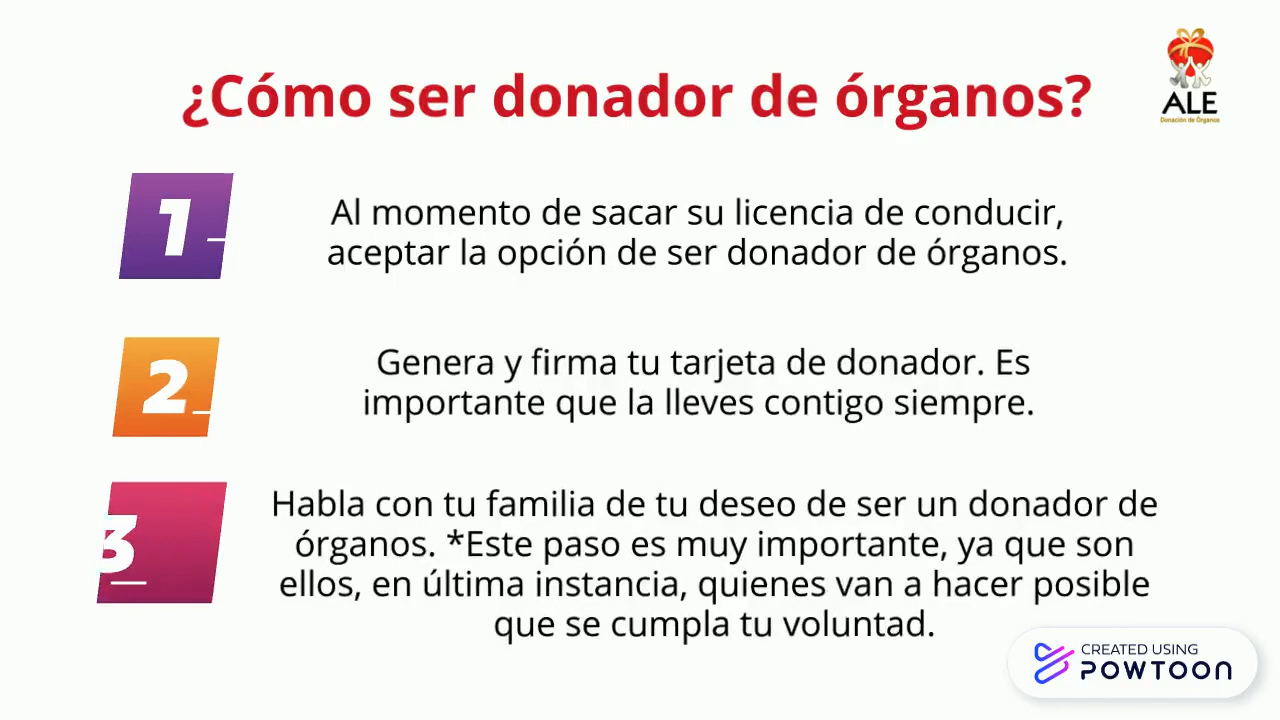 ¿Cómo ser donador de órganos?
ALE
Donación de Órganos
1
Al momento de sacar su licencia de conducir,
aceptar la opción de ser donador de órganos.
2
Genera y firma tu tarjeta de donador. Es
importante que la lleves contigo siempre.
3
Habla con tu familia de tu deseo de ser un donador de
órganos. *Este paso es muy importante, ya que son
ellos, en última instancia, quienes van a hacer posible
que se cumpla tu voluntad.
CREATED USING
POWTOON